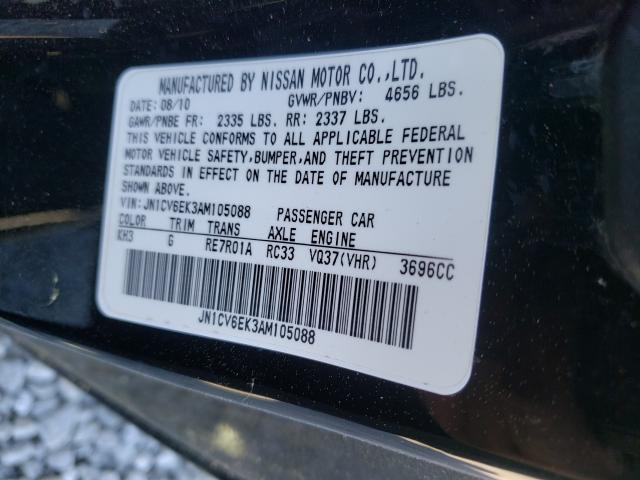 MANUFACTURED BY NISSAN MOTOR CO.,LTD.
DATE: 08/10 GVWR/PNBV: 4656 LBS.
GAWR/PNBE FR: 2335 LBS. RR: 2337 LBS.
THIS VEHICLE CONFORMS TO ALL APPLICABLE FEDERAL
MOTOR VEHICLE SAFETY,BUMPER,AND THEFT PREVENTION
STANDARDS IN EFFECT ON THE DATE OF MANUFACTURE
SHOWN ABOVE.
VIN:JN1CV6EK3AM105088 PASSENGER CAR
COLOR TRIM TRANS AXLE ENGINE
KH3 G RE7R01A RC33 VQ37(VHR) 3696CC
JN1CV6EK3AM105088